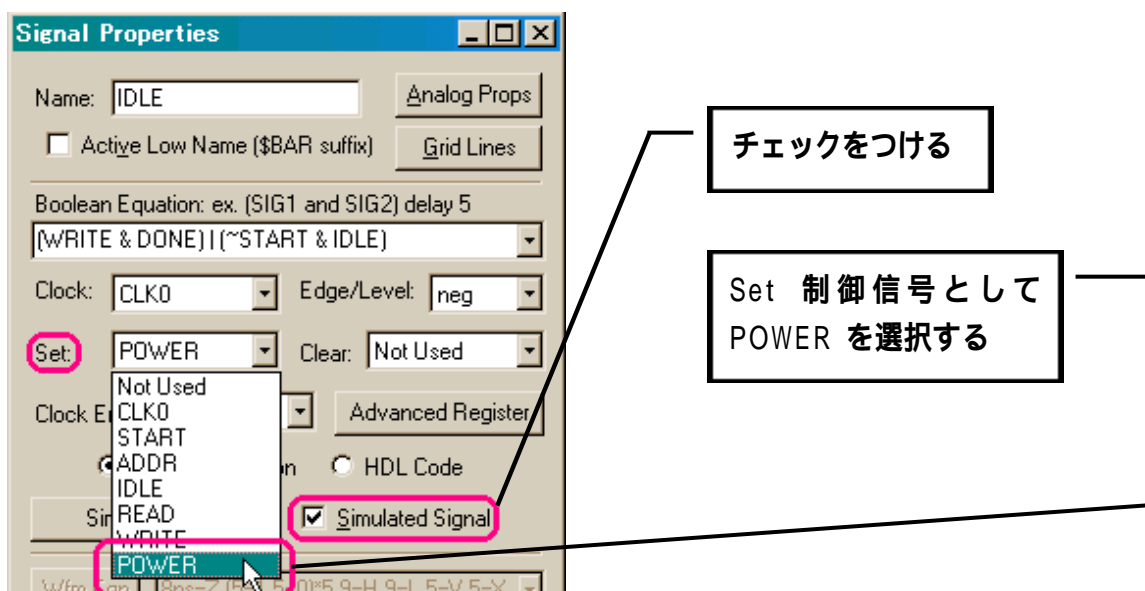 Signal Properties
Name: IDLE Analog Props
Active Low Name ($BAR suffix) Grid Lines
Boolean Equation: ex. (SIG1 and SIG2) delay 5
(WRITE & DONE) | (~START & IDLE)
Clock: CLK0 Edge/Level: neg
Set: POWER Clear: Not Used
Not Used
CLK0
START
ADDR
IDLE
READ
WRITE
POWER
Advanced Register
HDL Code
Simulated Signal
チェックをつける
Set 制御信号として
POWER を選択する